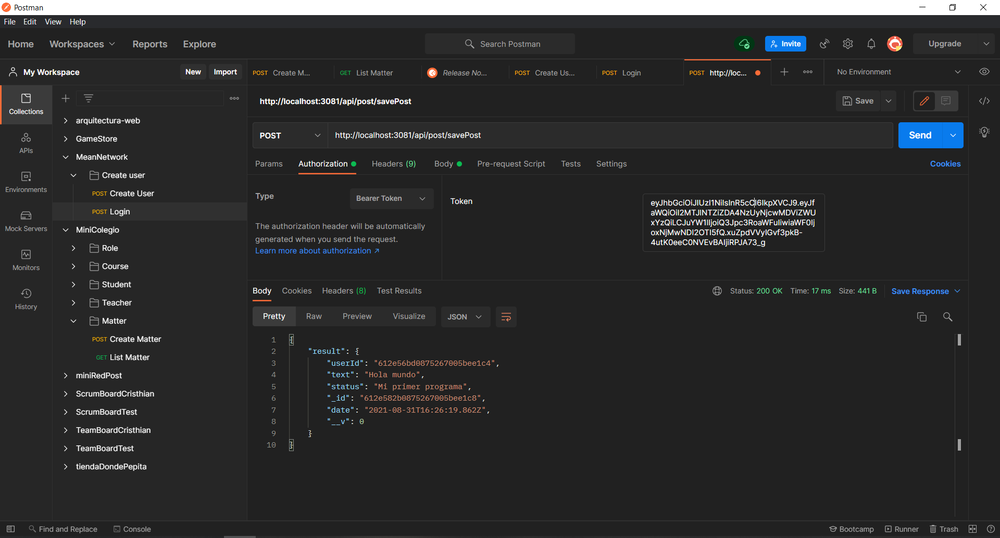 Postman
File Edit View Help
Home Workspaces Reports Explore Search Postman Invite Upgrade
My Workspace New Import
POST Create M... GET List Matter Release No... POST Create Us... POST Login POST http://loc... No Environment
Collections
APIs
Environments
Mock Servers
Monitors
History
arquitectura-web
GameStore
MeanNetwork
Create user
POST Create User
POST Login
MiniColegio
Role
Course
Student
Teacher
Matter
POST Create Matter
GET List Matter
miniRedPost
ScrumBoardCristhian
ScrumBoardTest
TeamBoardCristhian
TeamBoardTest
tiendaDondePepita
http://localhost:3081/api/post/savePost Save
POST http://localhost:3081/api/post/savePost Send
Params Authorization Headers (9) Body Pre-request Script Tests Settings Cookies
Type Bearer Token
The authorization header will be automatically
generated when you send the request.
Learn more about authorization ↗
Token
Body Cookies Headers (8) Test Results Status: 200 OK Time: 17 ms Size: 441 B Save Response
Pretty Raw Preview Visualize JSON
1 {
2 "result": {
3 "userId": "612e56bd0875267005bee1c4",
4 "text": "Hola mundo",
5 "status": "Mi primer programa",
6 "_id": "612e582b0875267005bee1c8",
7 "date": "2021-08-31T16:26:19.862Z",
8 "__v": 0
9 }
10 }
Find and Replace Console Bootcamp Runner Trash